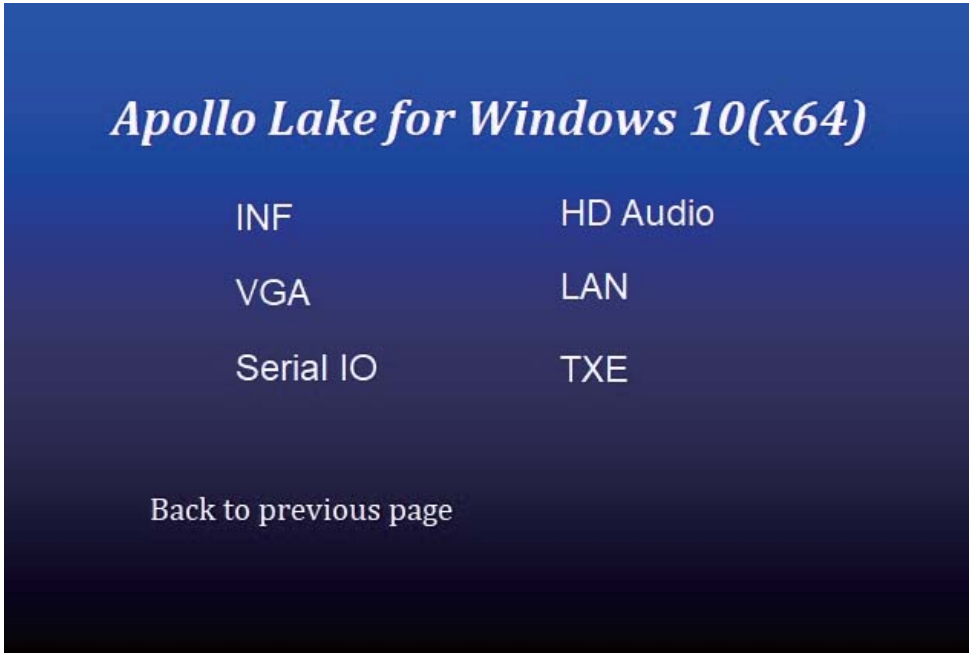 Apollo Lake for Windows 10(x64)
INF
HD Audio
VGA
LAN
Serial IO
TXE
Back to previous page